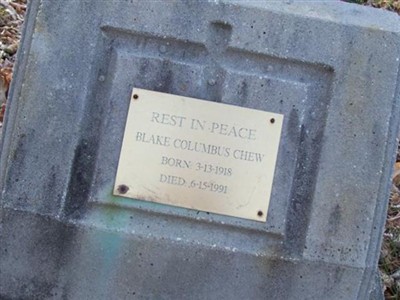 REST IN PEACE
BLAKE COLUMBUS CHEW
BORN: 3-13-1918
DIED: 6-15-1991